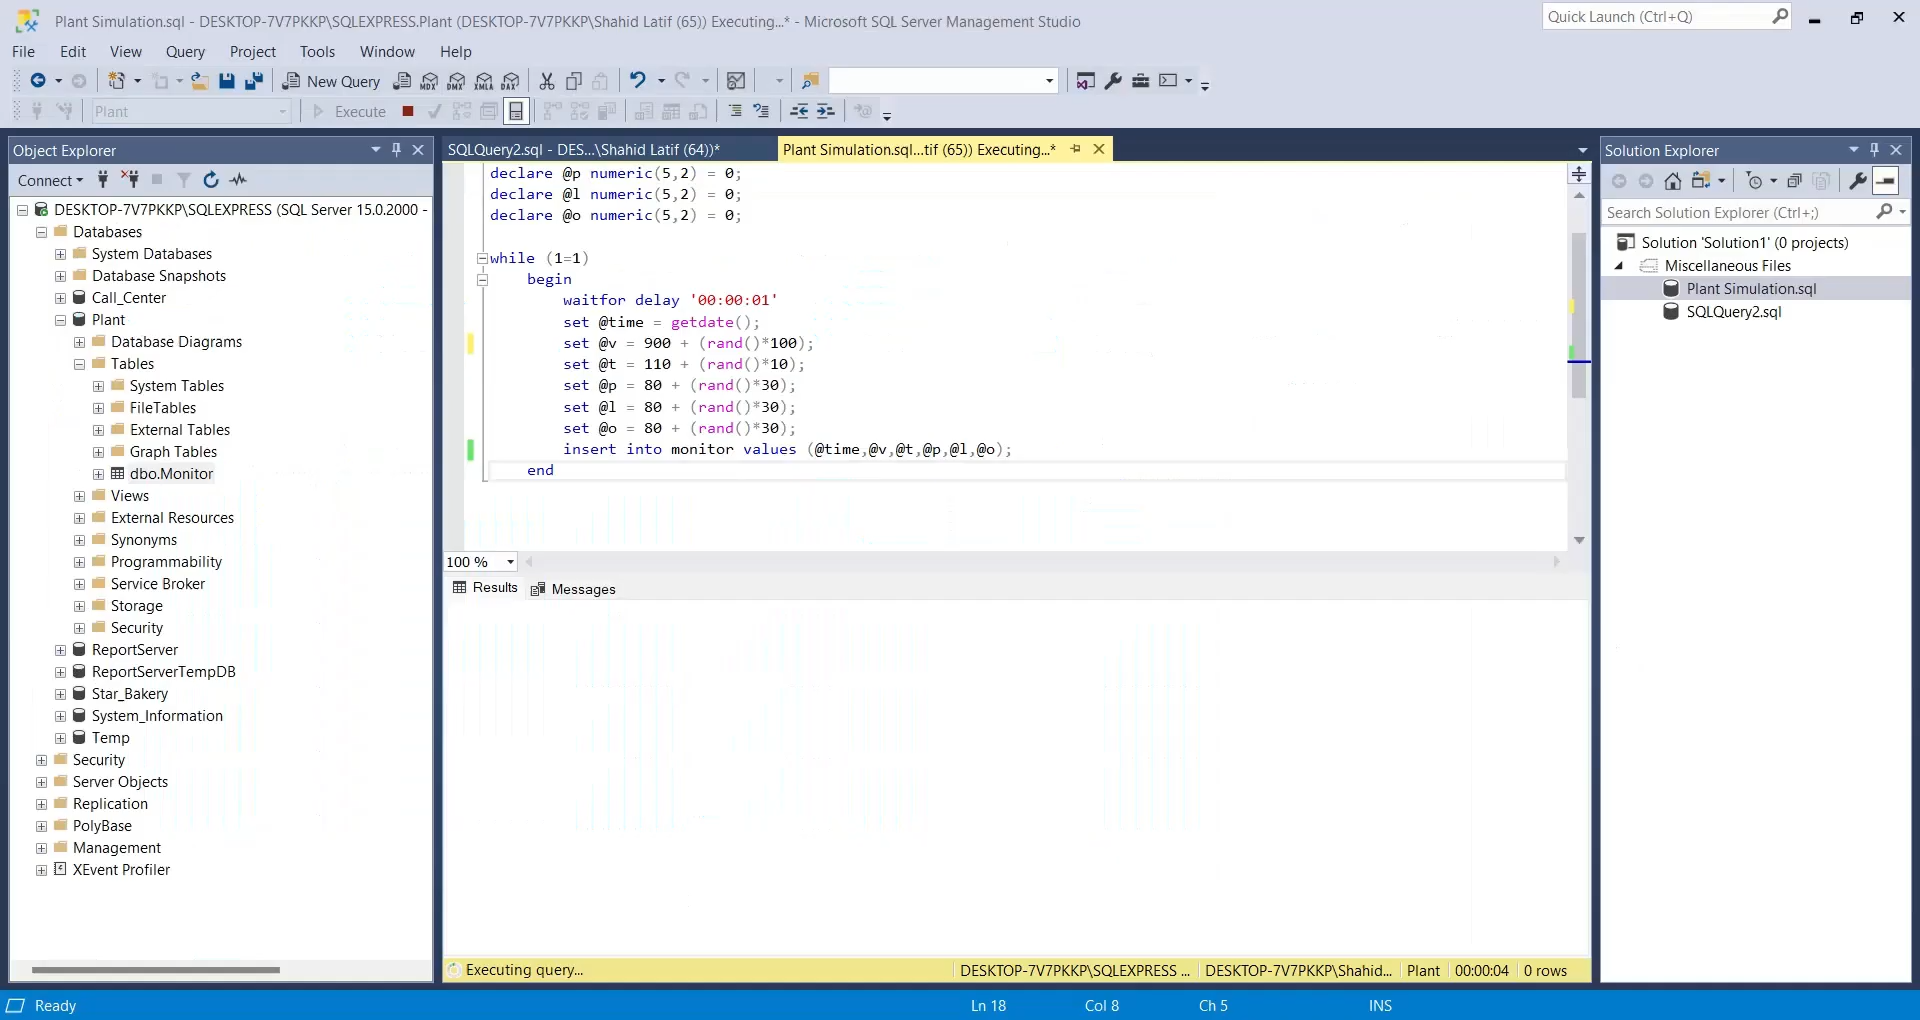 Plant Simulation.sql - DESKTOP-7V7PKKP\SQLEXPRESS.Plant (DESKTOP-7V7PKKP\Shahid Latif (65)) Executing...* - Microsoft SQL Server Management Studio
Quick Launch (Ctrl+Q)
File Edit View Query Project Tools Window Help
New Query
MDX DMX XMLA DAX
Plant
Execute
Object Explorer
Connect
DESKTOP-7V7PKKP\SQLEXPRESS (SQL Server 15.0.2000 -
Databases
System Databases
Database Snapshots
Call_Center
Plant
Database Diagrams
Tables
System Tables
FileTables
External Tables
Graph Tables
dbo.Monitor
Views
External Resources
Synonyms
Programmability
Service Broker
Storage
Security
ReportServer
ReportServerTempDB
Star_Bakery
System_Information
Temp
Security
Server Objects
Replication
PolyBase
Management
XEvent Profiler
SQLQuery2.sql - DES...\Shahid Latif (64))*
Plant Simulation.sql...tif (65)) Executing...*
declare @p numeric(5,2) = 0;
declare @l numeric(5,2) = 0;
declare @o numeric(5,2) = 0;
while (1=1)
begin
waitfor delay '00:00:01'
set @time = getdate();
set @v = 900 + (rand()*100);
set @t = 110 + (rand()*10);
set @p = 80 + (rand()*30);
set @l = 80 + (rand()*30);
set @o = 80 + (rand()*30);
insert into monitor values (@time,@v,@t,@p,@l,@o);
end
100 %
Results Messages
Executing query...
DESKTOP-7V7PKKP\SQLEXPRESS ... DESKTOP-7V7PKKP\Shahid... Plant 00:00:04 0 rows
Solution Explorer
Search Solution Explorer (Ctrl+;)
Solution 'Solution1' (0 projects)
Miscellaneous Files
Plant Simulation.sql
SQLQuery2.sql
Ready
Ln 18 Col 8 Ch 5 INS